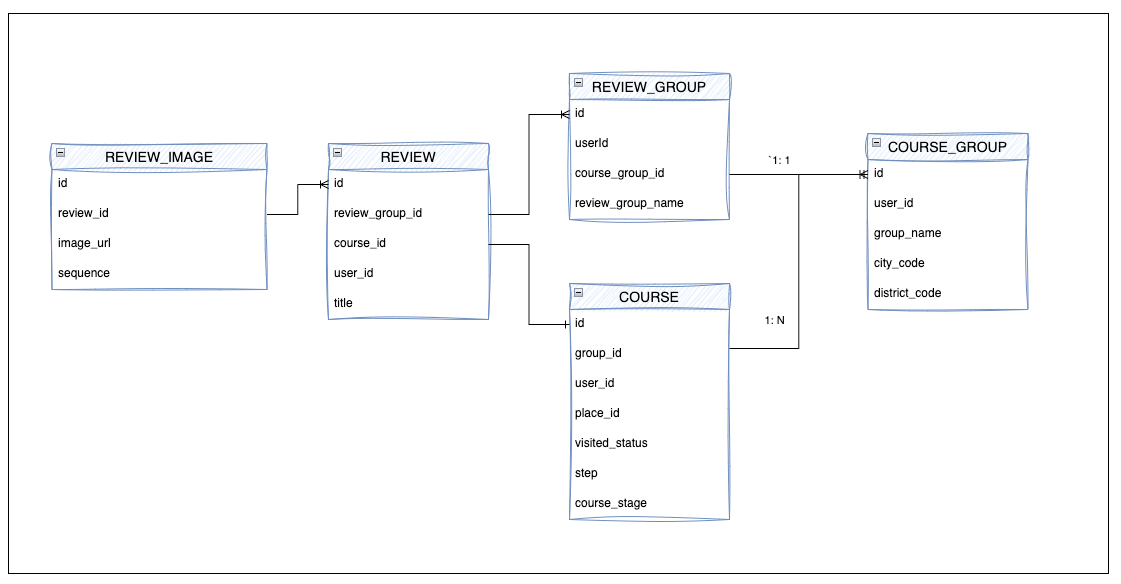 REVIEW_IMAGE
id
review_id
image_url
sequence
REVIEW
id
review_group_id
course_id
user_id
title
REVIEW_GROUP
id
userId
course_group_id
review_group_name
COURSE
id
group_id
user_id
place_id
visited_status
step
course_stage
`1: 1
1: N
COURSE_GROUP
id
user_id
group_name
city_code
district_code